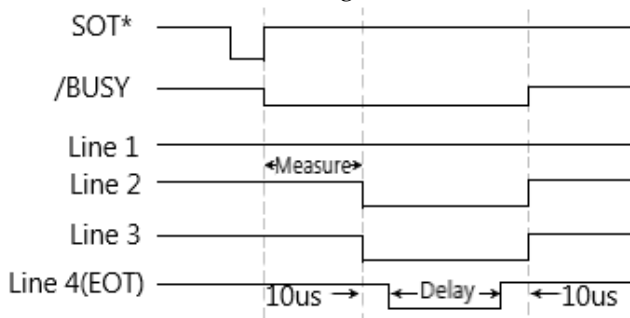 SOT*
/BUSY
Line 1
Measure
Line 2
Line 3
Line 4(EOT)
10us
Delay
10us